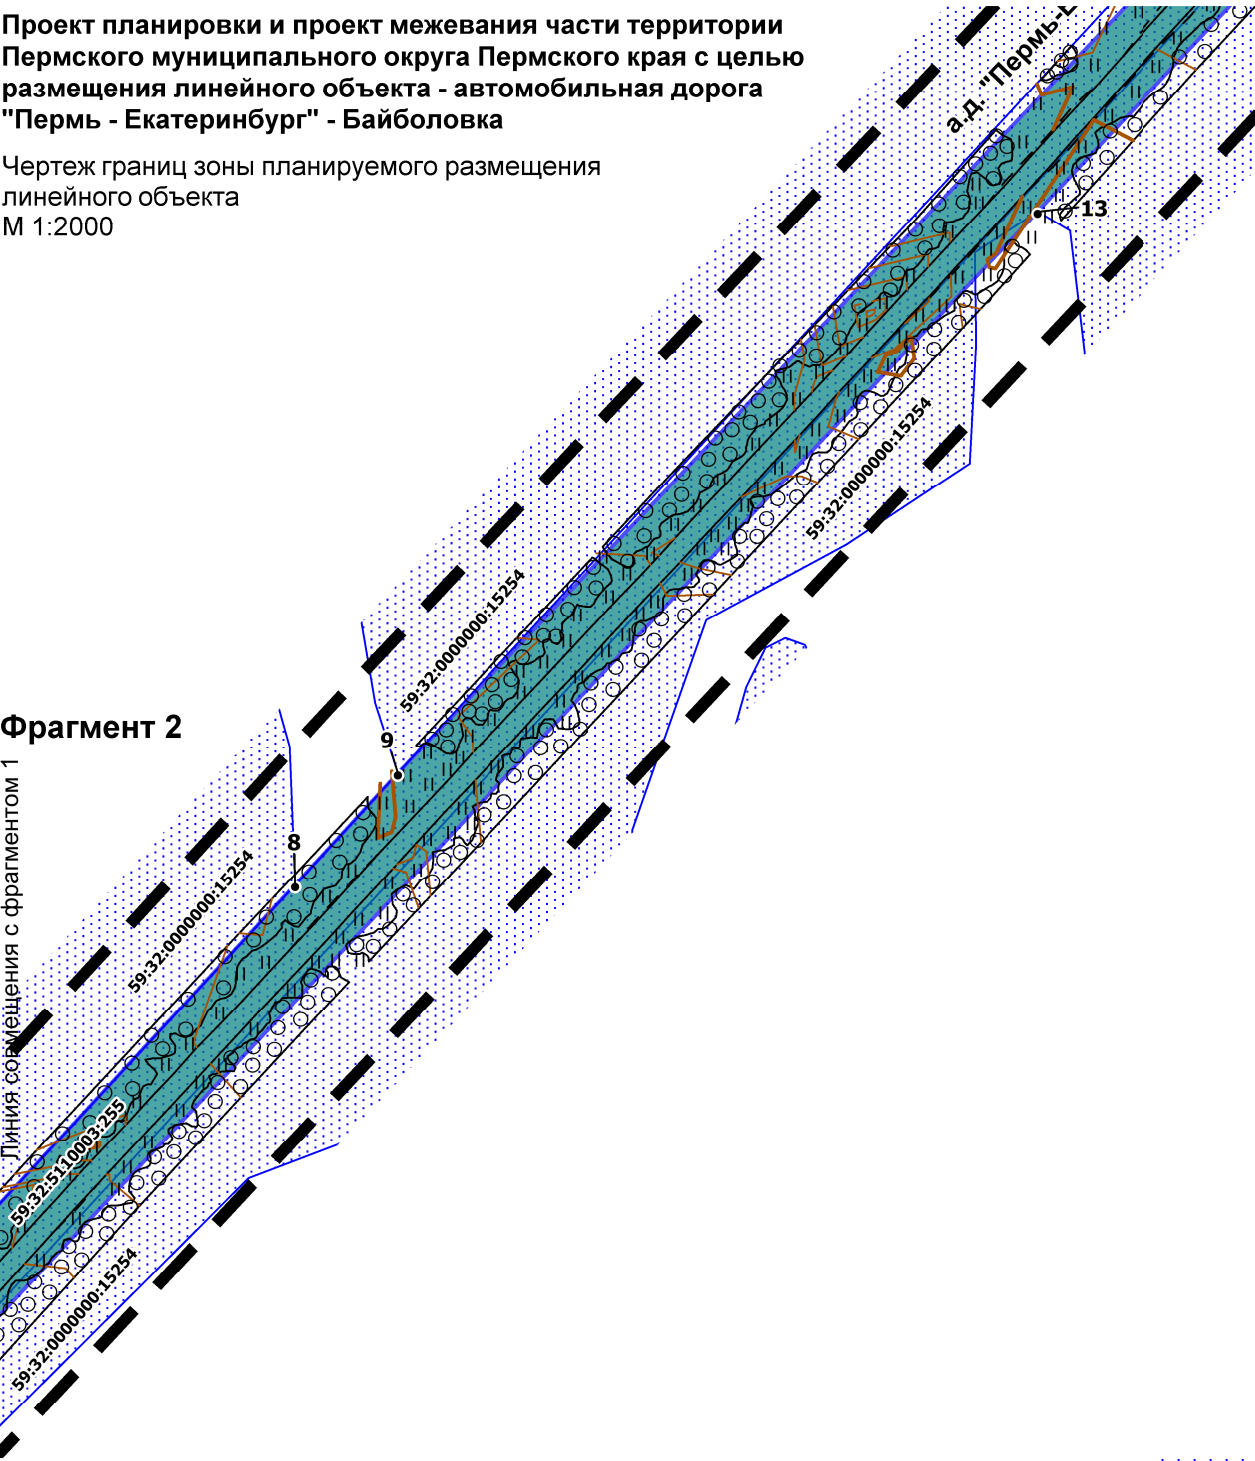 Проект планировки и проект межевания части территории
Пермского муниципального округа Пермского края с целью
размещения линейного объекта - автомобильная дорога
"Пермь - Екатеринбург" - Байболовка
Чертеж границ зоны планируемого размещения
линейного объекта
М 1:2000
а.д. "Пермь-Е
13
59:32:0000000:15254
59:32:0000000:15254
Фрагмент 2
9
8
59:32:0000000:15254
Линия совмещения с фрагментом 1
59:32:5110003:255
59:32:0000000:15254